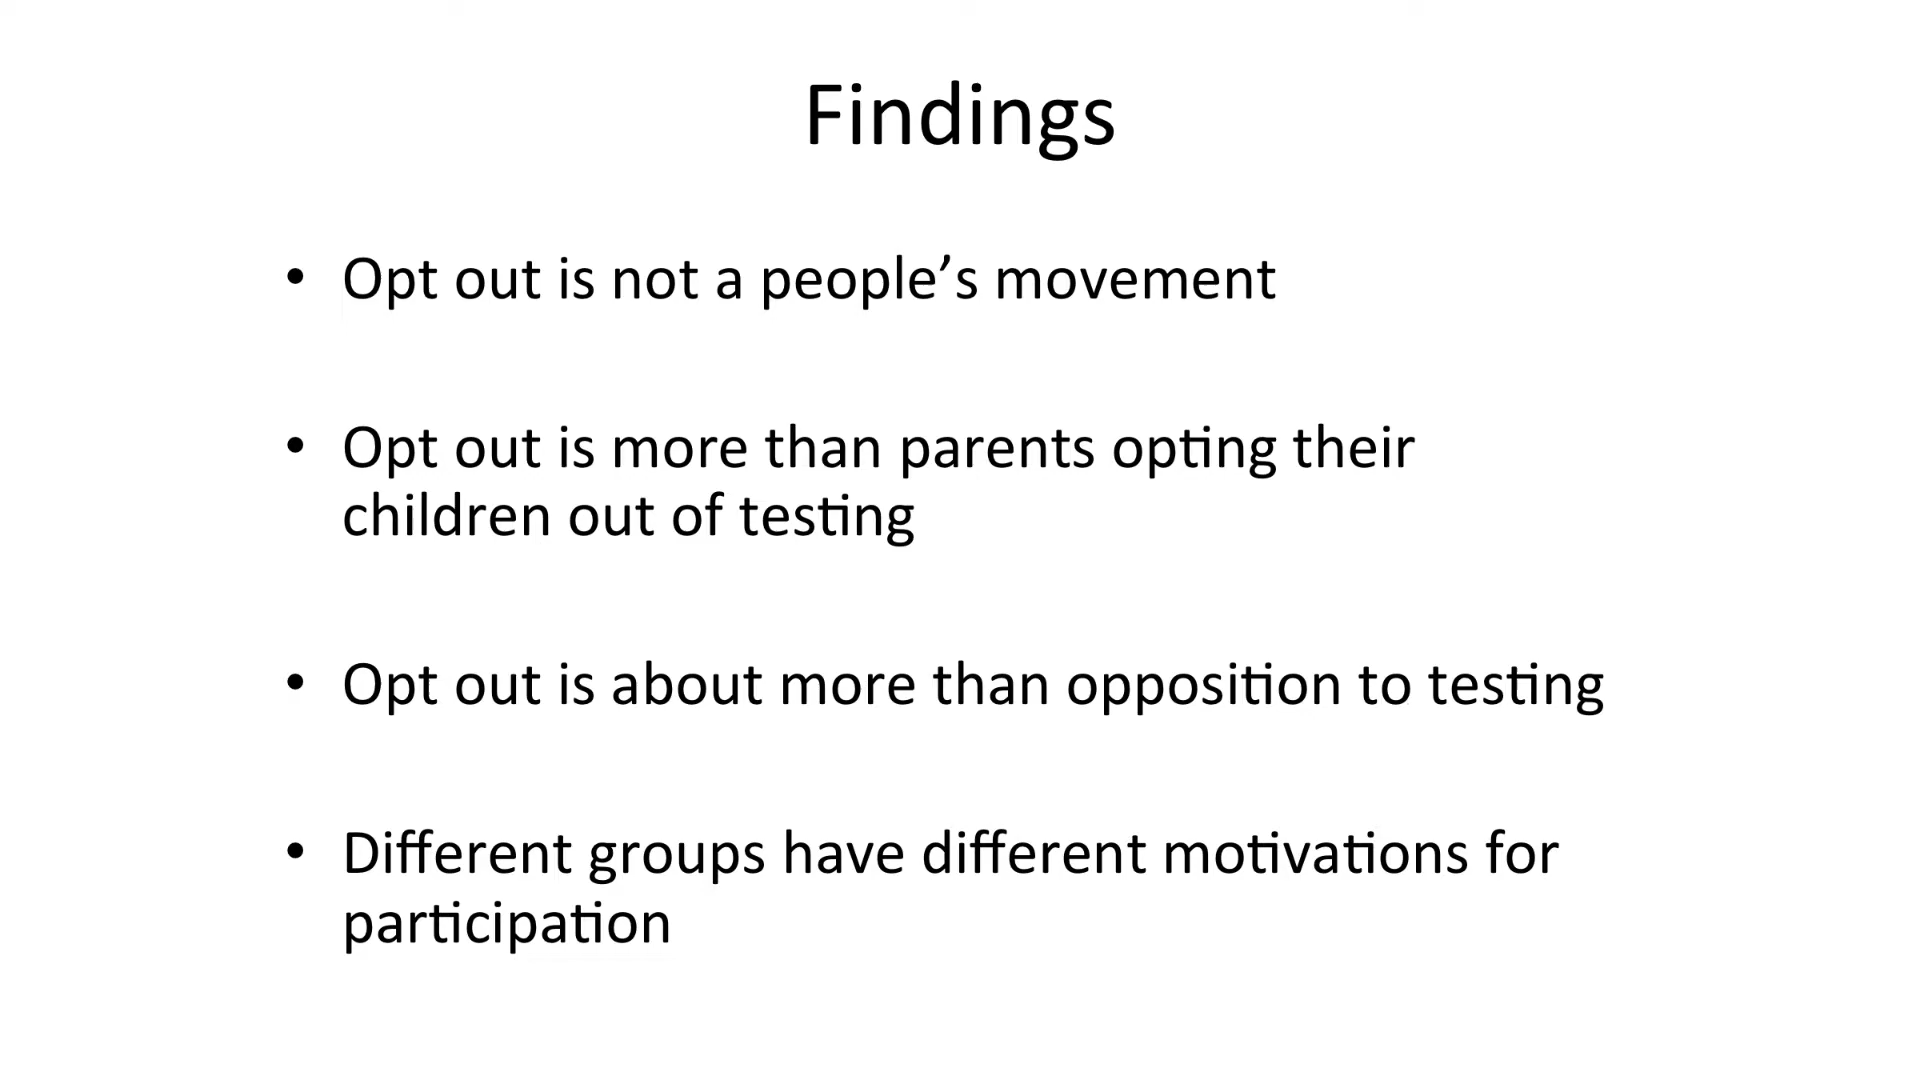 Findings
• Opt out is not a people’s movement
• Opt out is more than parents opting their
children out of testing
• Opt out is about more than opposition to testing
• Different groups have different motivations for
participation